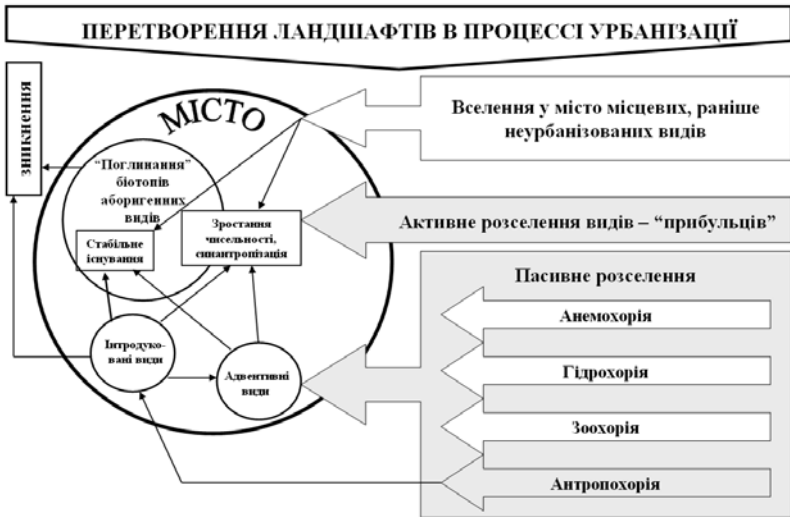 ПЕРЕТВОРЕННЯ ЛАНДШАФТІВ В ПРОЦЕССІ УРБАНІЗАЦІЇ
зникнення
МІСТО
“Поглинання”
біотопів
аборигенних
видів
Стабільне
існування
Зростання
чисельності,
синантропізація
Інтродуко-
вані види
Адвентивні
види
Вселення у місто місцевих, раніше
неурбанізованих видів
Активне розселення видів – “прибульців”
Пасивне розселення
Анемохорія
Гідрохорія
Зоохорія
Антропохорія